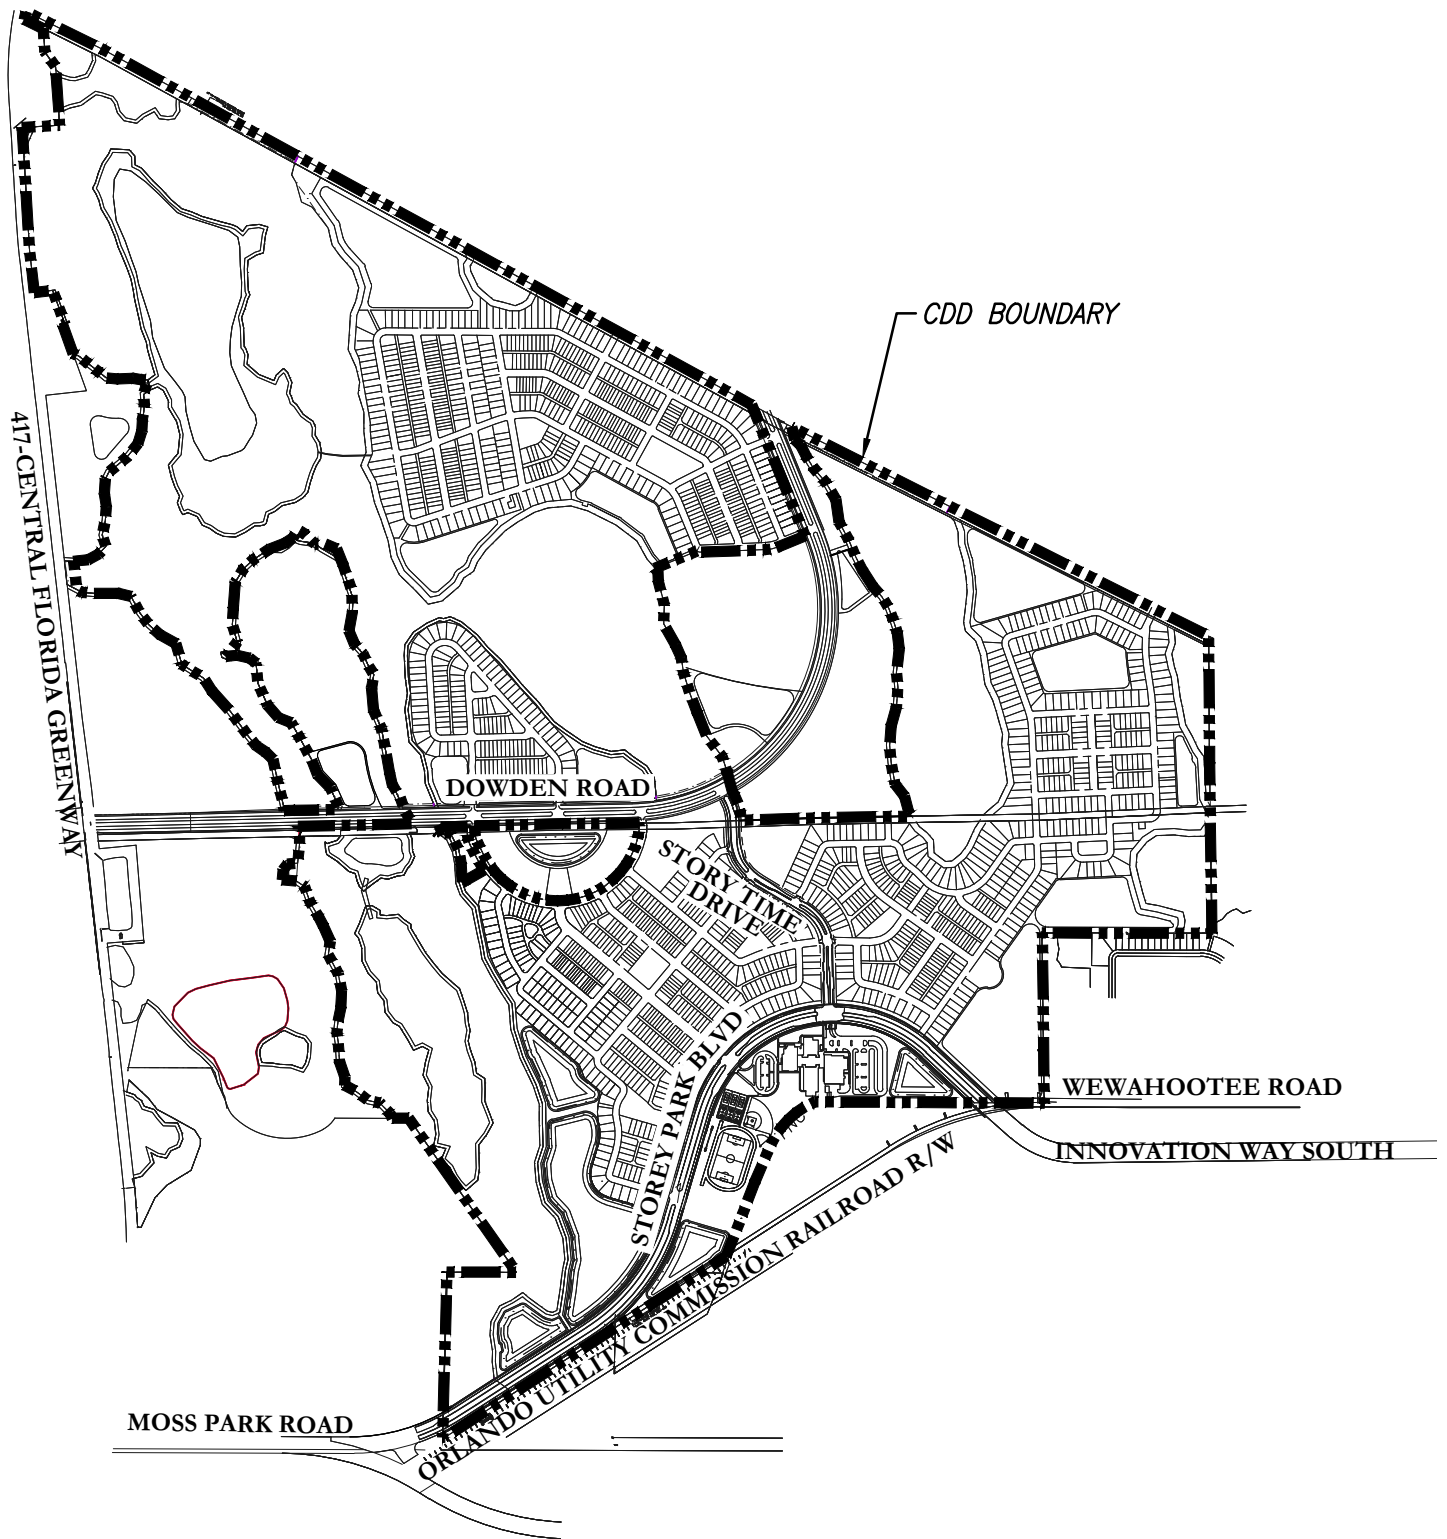 CDD BOUNDARY
417-CENTRAL FLORIDA GREENWAY
DOWDEN ROAD
STORY TIME
DRIVE
STOREY PARK BLVD
WEWAHOOTEE ROAD
INNOVATION WAY SOUTH
ORLANDO UTILITY COMMISSION RAILROAD R/W
MOSS PARK ROAD